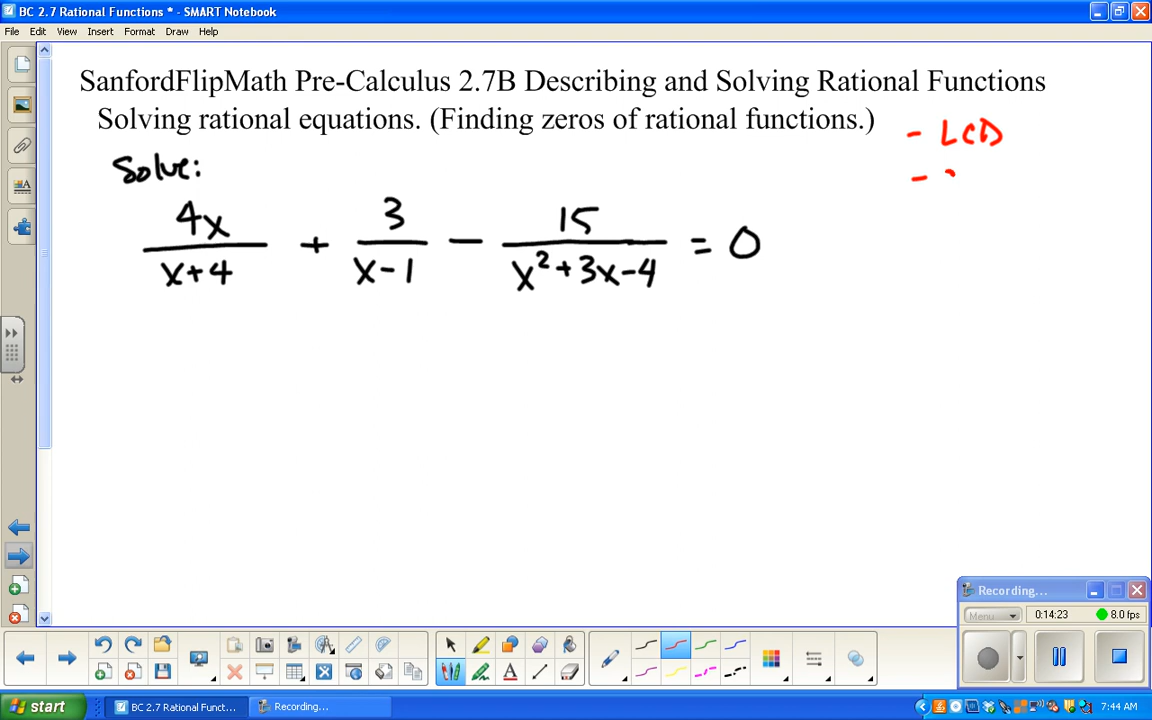 BC 2.7 Rational Functions * - SMART Notebook
File Edit View Insert Format Draw Help
SanfordFlipMath Pre-Calculus 2.7B Describing and Solving Rational Functions
Solving rational equations. (Finding zeros of rational functions.)
- LCD
-
Solve:
4x/(x+4) + 3/(x-1) - 15/(x²+3x-4) = 0
Recording...
Menu 0:14:23 8.0 fps
start BC 2.7 Rational Funct... Recording... 7:44 AM